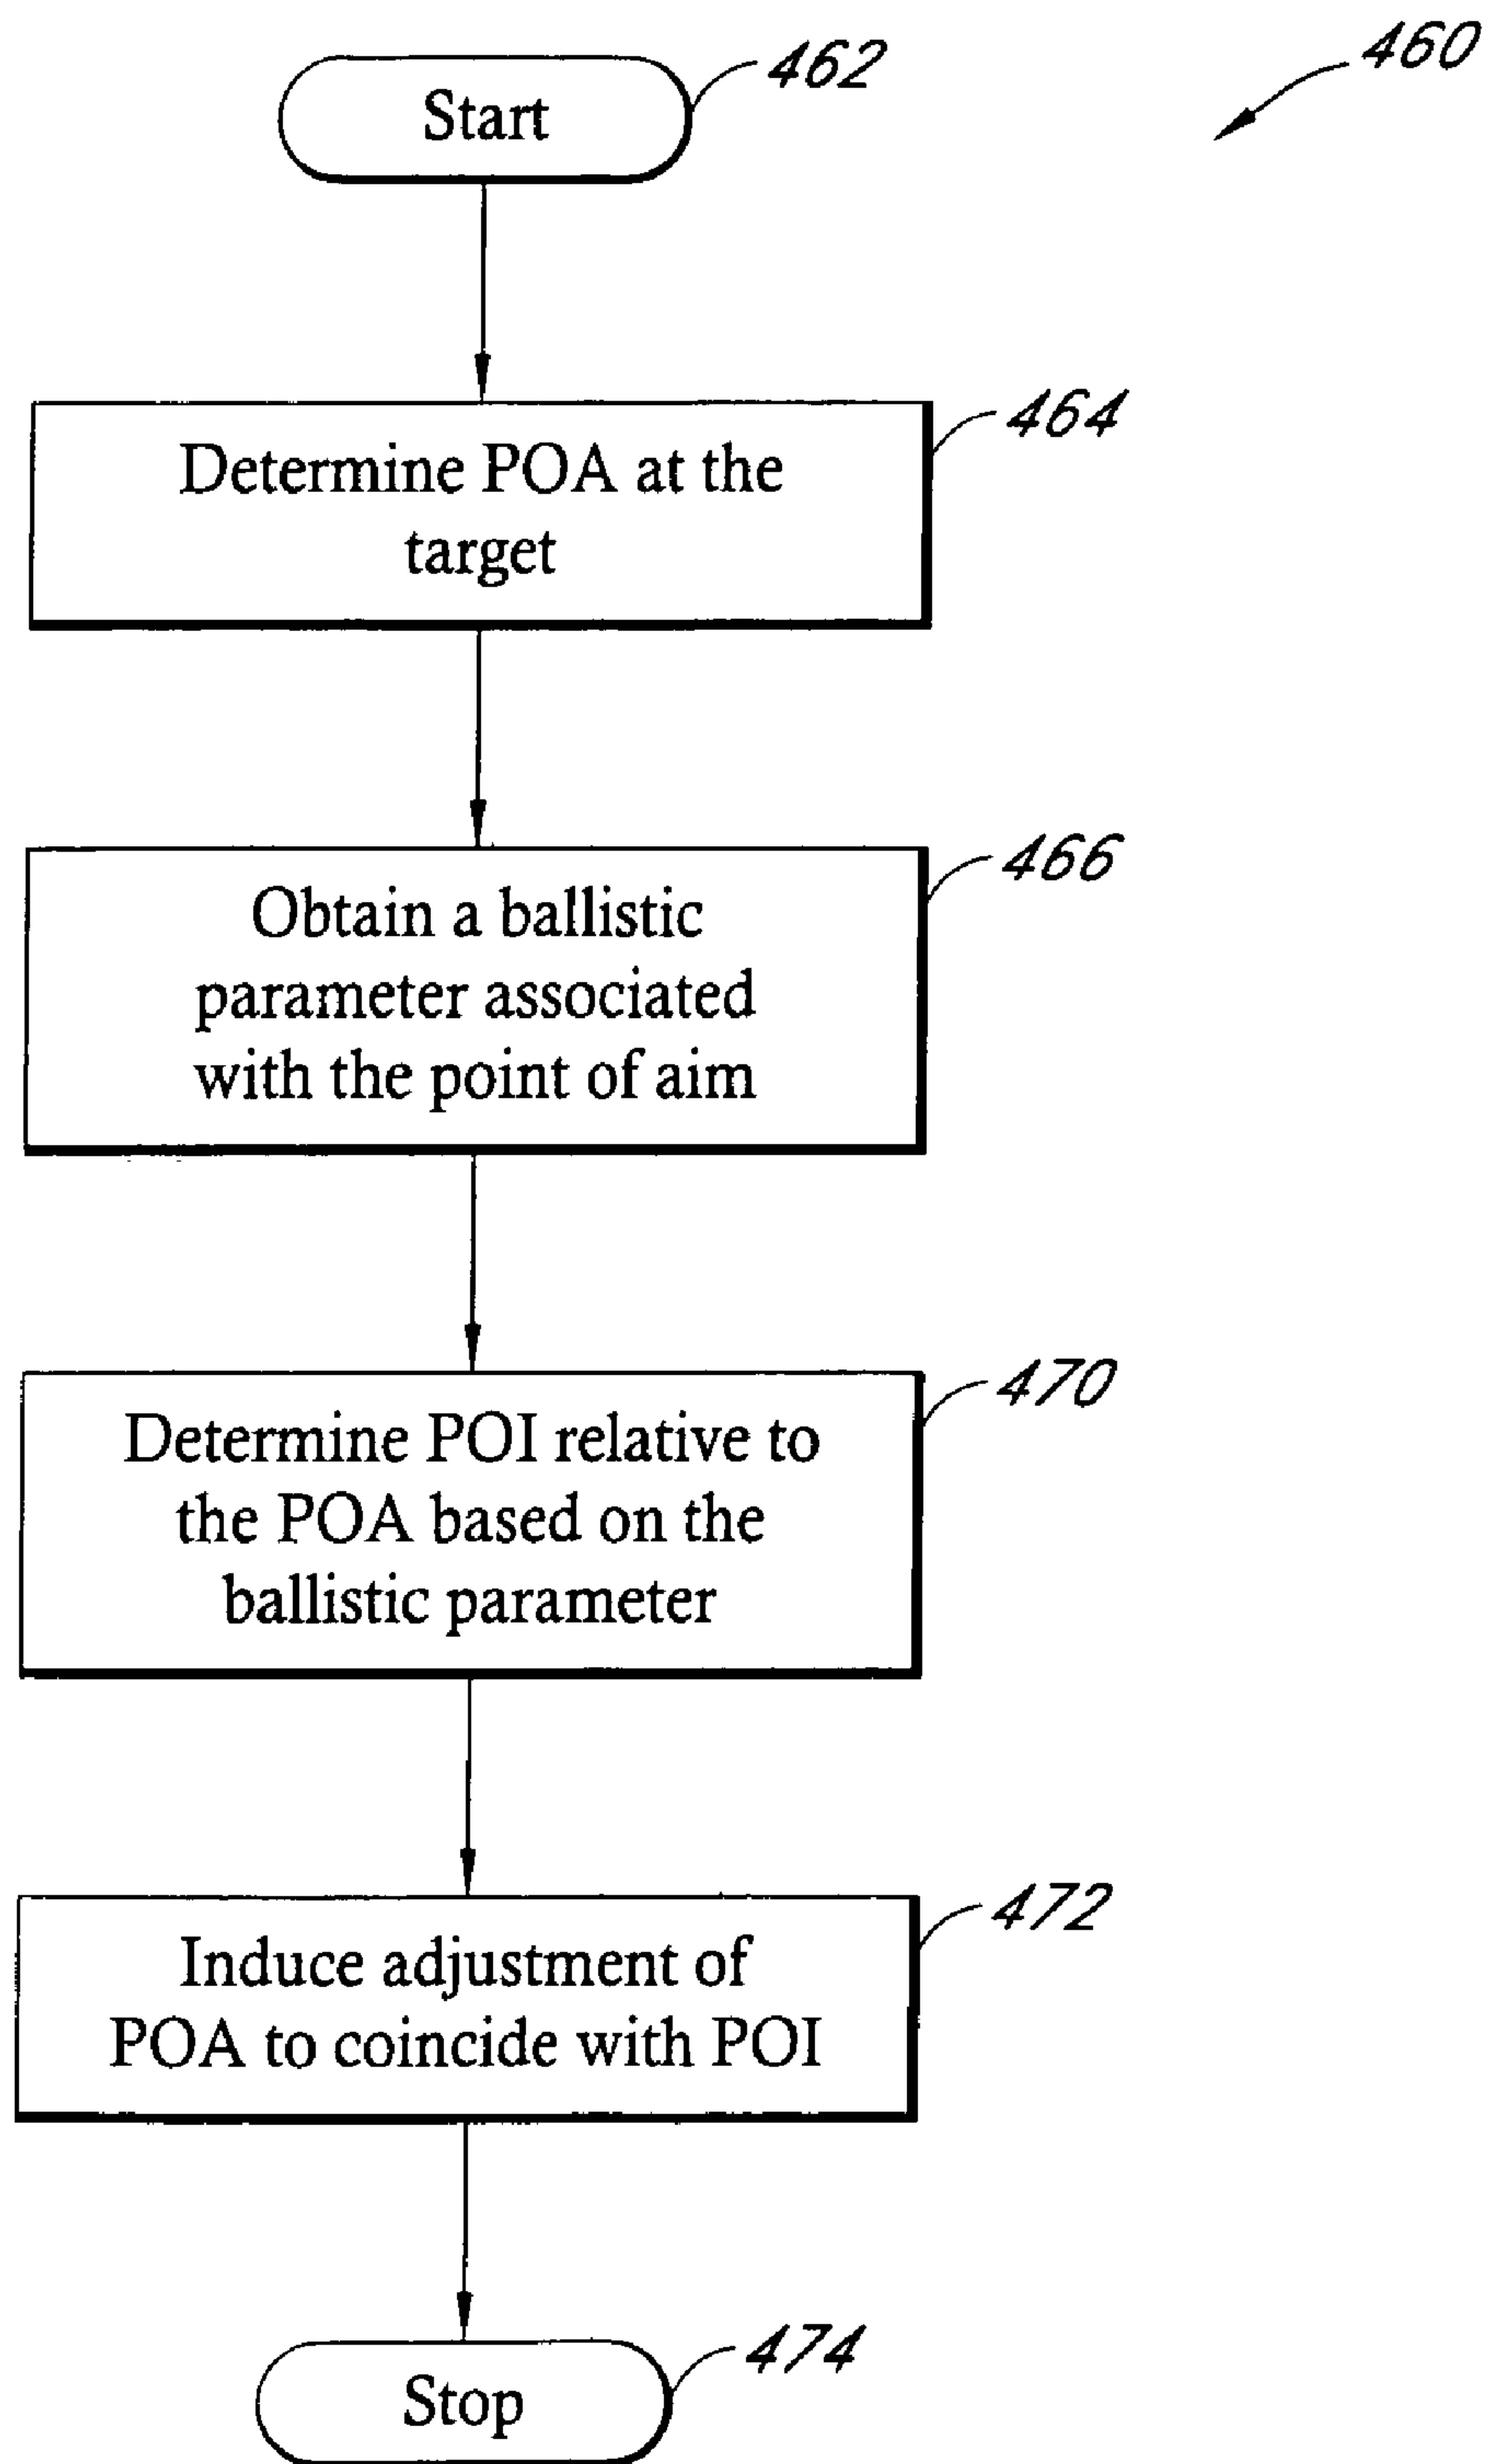 460
462
Start
464
Determine POA at the
target
466
Obtain a ballistic
parameter associated
with the point of aim
470
Determine POI relative to
the POA based on the
ballistic parameter
472
Induce adjustment of
POA to coincide with POI
474
Stop